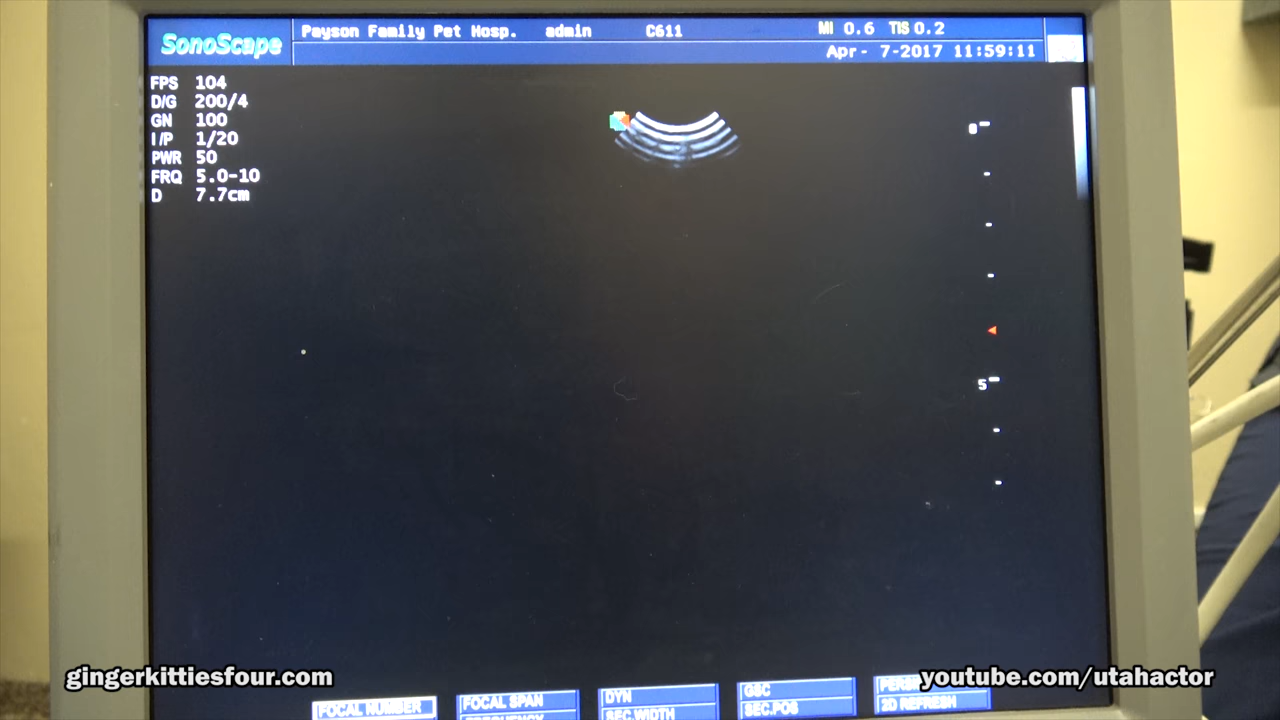 SonoScape
Payson Family Pet Hosp. admin C611 MI 0.6 TIS 0.2
Apr- 7-2017 11:59:11
FPS 104
D/G 200/4
GN 100
I/P 1/20
PWR 50
FRQ 5.0-10
D 7.7cm
0
5
gingerkittiesfour.com
youtube.com/utahactor
FOCAL NUMBER
FOCAL SPAN
FREQUENCY
DYN
SEC.WIDTH
GSC
SEC.POS
2D REFRESH